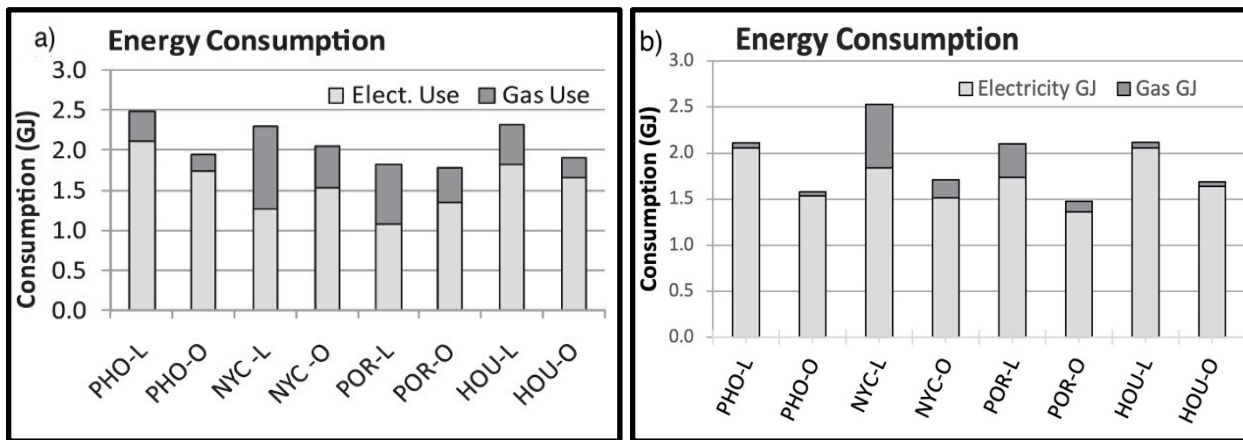 a) Energy Consumption
Consumption (GJ)
3.0
2.5
2.0
1.5
1.0
0.5
0.0
Elect. Use Gas Use
PHO-L PHO-O NYC -L NYC -O POR-L POR-O HOU-L HOU-O
b) Energy Consumption
Consumption (GJ)
3.0
2.5
2.0
1.5
1.0
0.5
0.0
Electricity GJ Gas GJ
PHO-L PHO-O NYC-L NYC-O POR-L POR-O HOU-L HOU-O